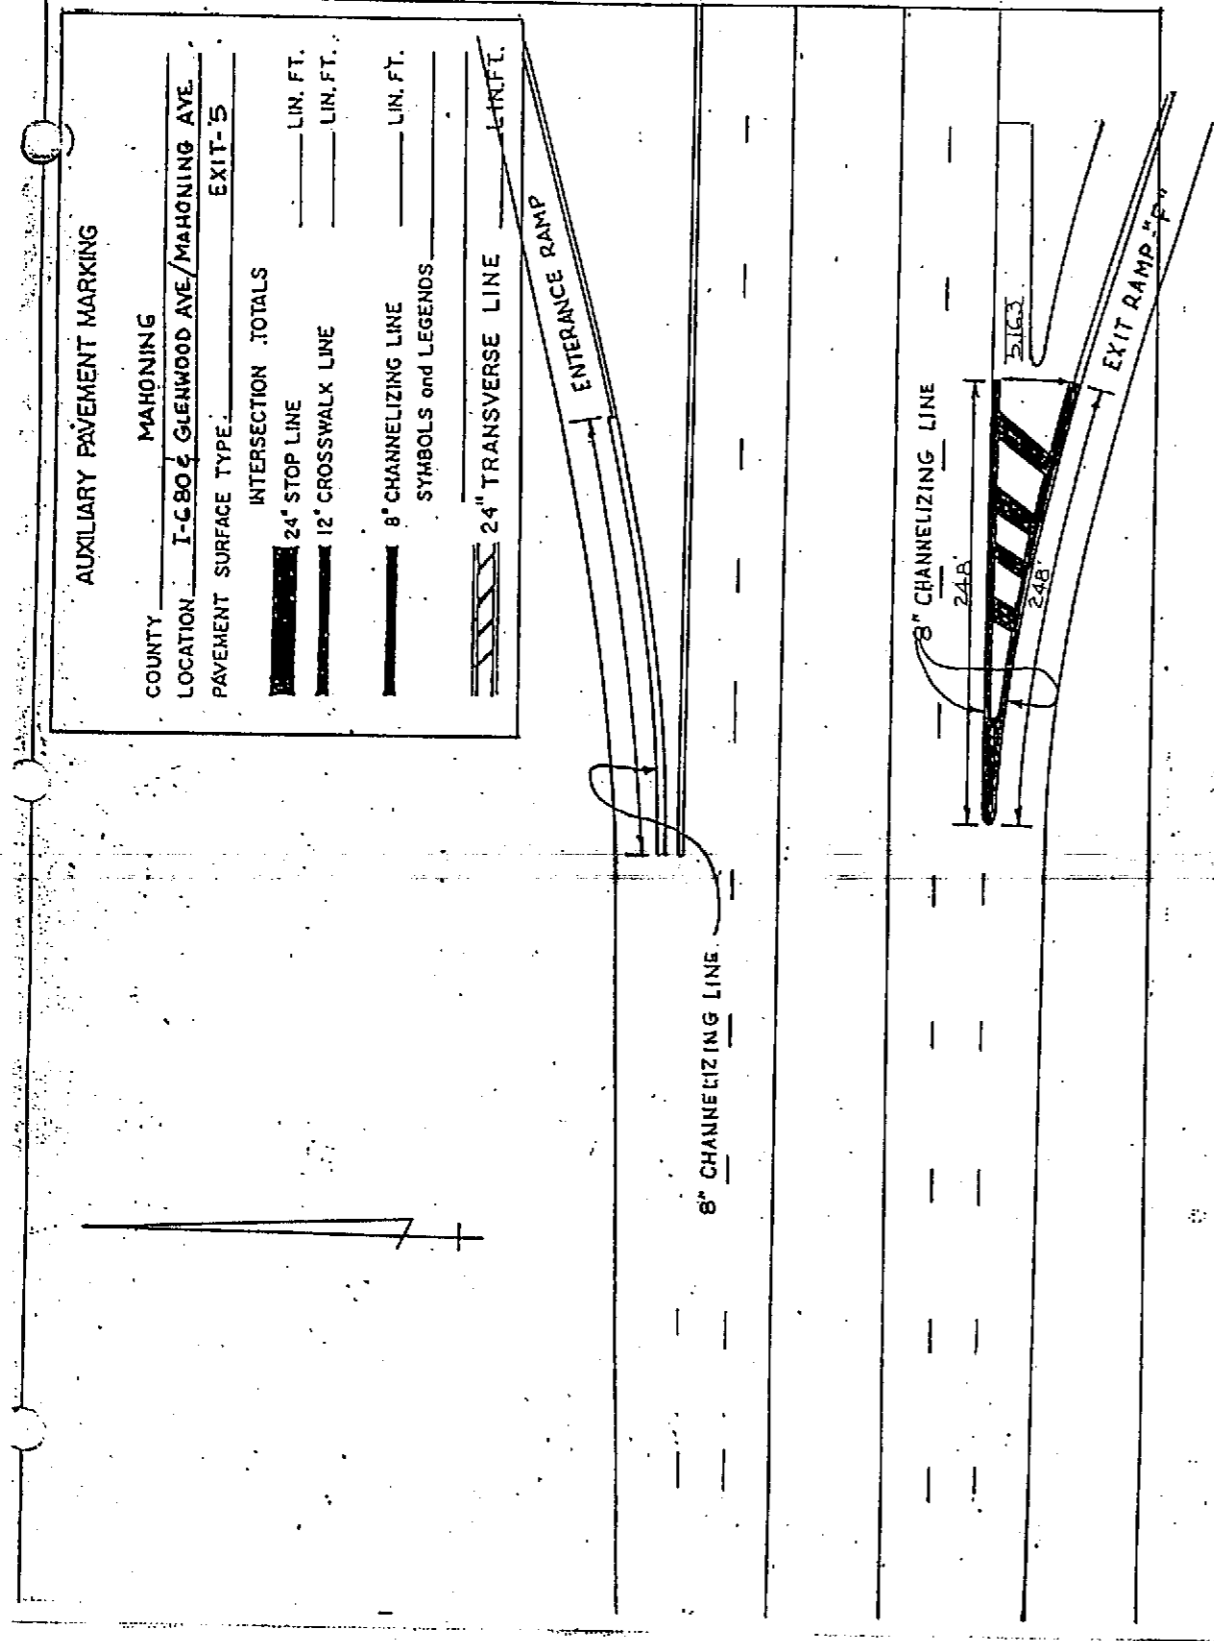 AUXILIARY PAVEMENT MARKING
COUNTY MAHONING
LOCATION I-680 & GLENWOOD AVE/MAHONING AVE.
PAVEMENT SURFACE TYPE. EXIT-5
INTERSECTION TOTALS
24" STOP LINE LIN. FT.
12" CROSSWALK LINE LIN. FT.
8" CHANNELIZING LINE LIN. FT.
SYMBOLS and LEGENDS
24" TRANSVERSE LINE LIN. FT.
ENTERANCE RAMP
8" CHANNELIZING LINE
8" CHANNELIZING LINE
248'
248'
EXIT RAMP "F"